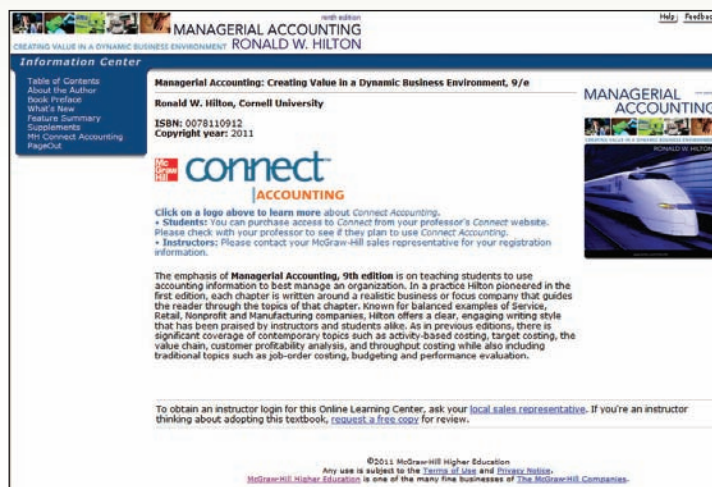 ninth edition
MANAGERIAL ACCOUNTING
CREATING VALUE IN A DYNAMIC BUSINESS ENVIRONMENT RONALD W. HILTON
Help Feedbac
Information Center
Table of Contents
About the Author
Book Preface
What's New
Feature Summary
Supplements
MH Connect Accounting
PageOut
Managerial Accounting: Creating Value in a Dynamic Business Environment, 9/e
Ronald W. Hilton, Cornell University
ISBN: 0078110912
Copyright year: 2011
Mc Graw Hill
connect
ACCOUNTING
Click on a logo above to learn more about Connect Accounting.
• Students: You can purchase access to Connect from your professor's Connect website.
Please check with your professor to see if they plan to use Connect Accounting.
• Instructors: Please contact your McGraw-Hill sales representative for your registration
information.
The emphasis of Managerial Accounting, 9th edition is on teaching students to use
accounting information to best manage an organization. In a practice Hilton pioneered in the
first edition, each chapter is written around a realistic business or focus company that guides
the reader through the topics of that chapter. Known for balanced examples of Service,
Retail, Nonprofit and Manufacturing companies, Hilton offers a clear, engaging writing style
that has been praised by instructors and students alike. As in previous editions, there is
significant coverage of contemporary topics such as activity-based costing, target costing, the
value chain, customer profitability analysis, and throughput costing while also including
traditional topics such as job-order costing, budgeting and performance evaluation.
MANAGERIAL
ACCOUNTING
CREATING VALUE IN A DYNAMIC BUSINESS ENVIRONMENT
RONALD W. HILTON
To obtain an instructor login for this Online Learning Center, ask your local sales representative. If you're an instructor
thinking about adopting this textbook, request a free copy for review.
©2011 McGraw-Hill Higher Education
Any use is subject to the Terms of Use and Privacy Notice.
McGraw-Hill Higher Education is one of the many fine businesses of The McGraw-Hill Companies.